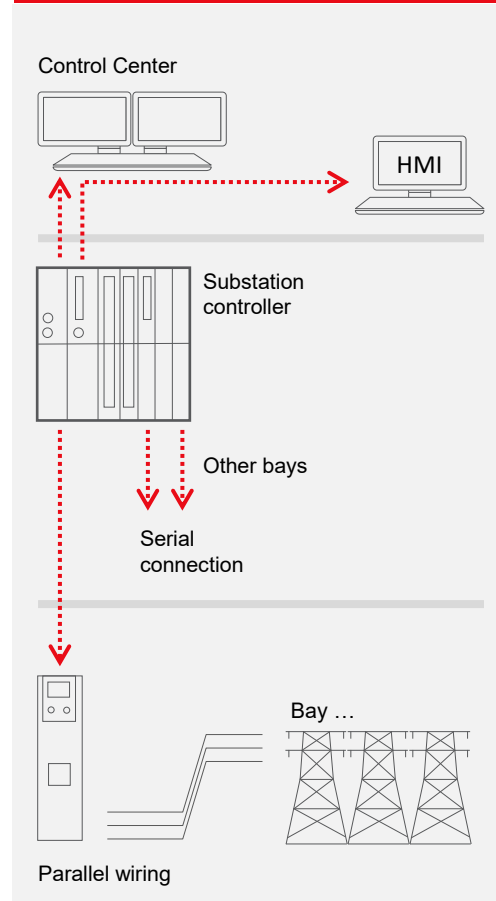 Control Center
HMI
Substation
controller
Other bays
Serial
connection
Bay …
Parallel wiring